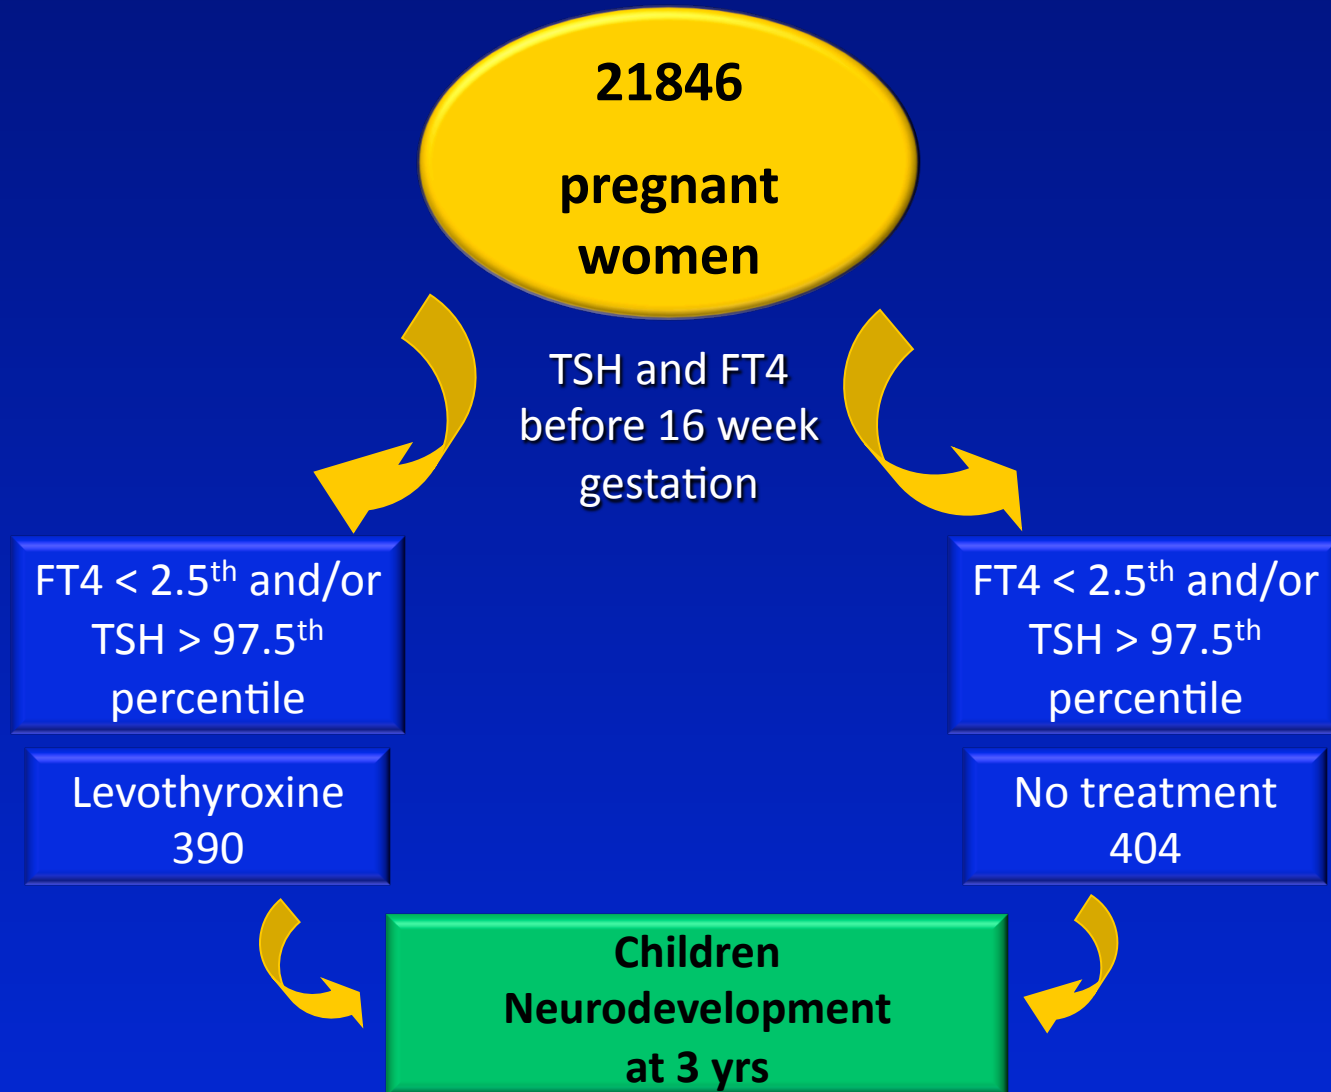 21846
pregnant
women
TSH and FT4
before 16 week
gestation
FT4 < 2.5th and/or
TSH > 97.5th
percentile
Levothyroxine
390
FT4 < 2.5th and/or
TSH > 97.5th
percentile
No treatment
404
Children
Neurodevelopment
at 3 yrs